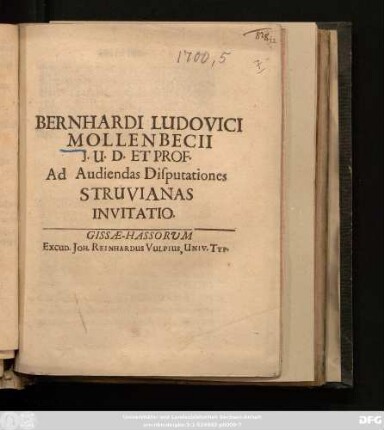 1700, 5
BERNHARDI LUDOVICI
MOLLENBECII
J. U. D. ET PROF.
Ad Audiendas Disputationes
STRUVIANAS
INVITATIO.
GISSÆ-HASSORUM
EXCUD. JOH. REINHARDUS VULPIUS, UNIV. TYP.
DFG